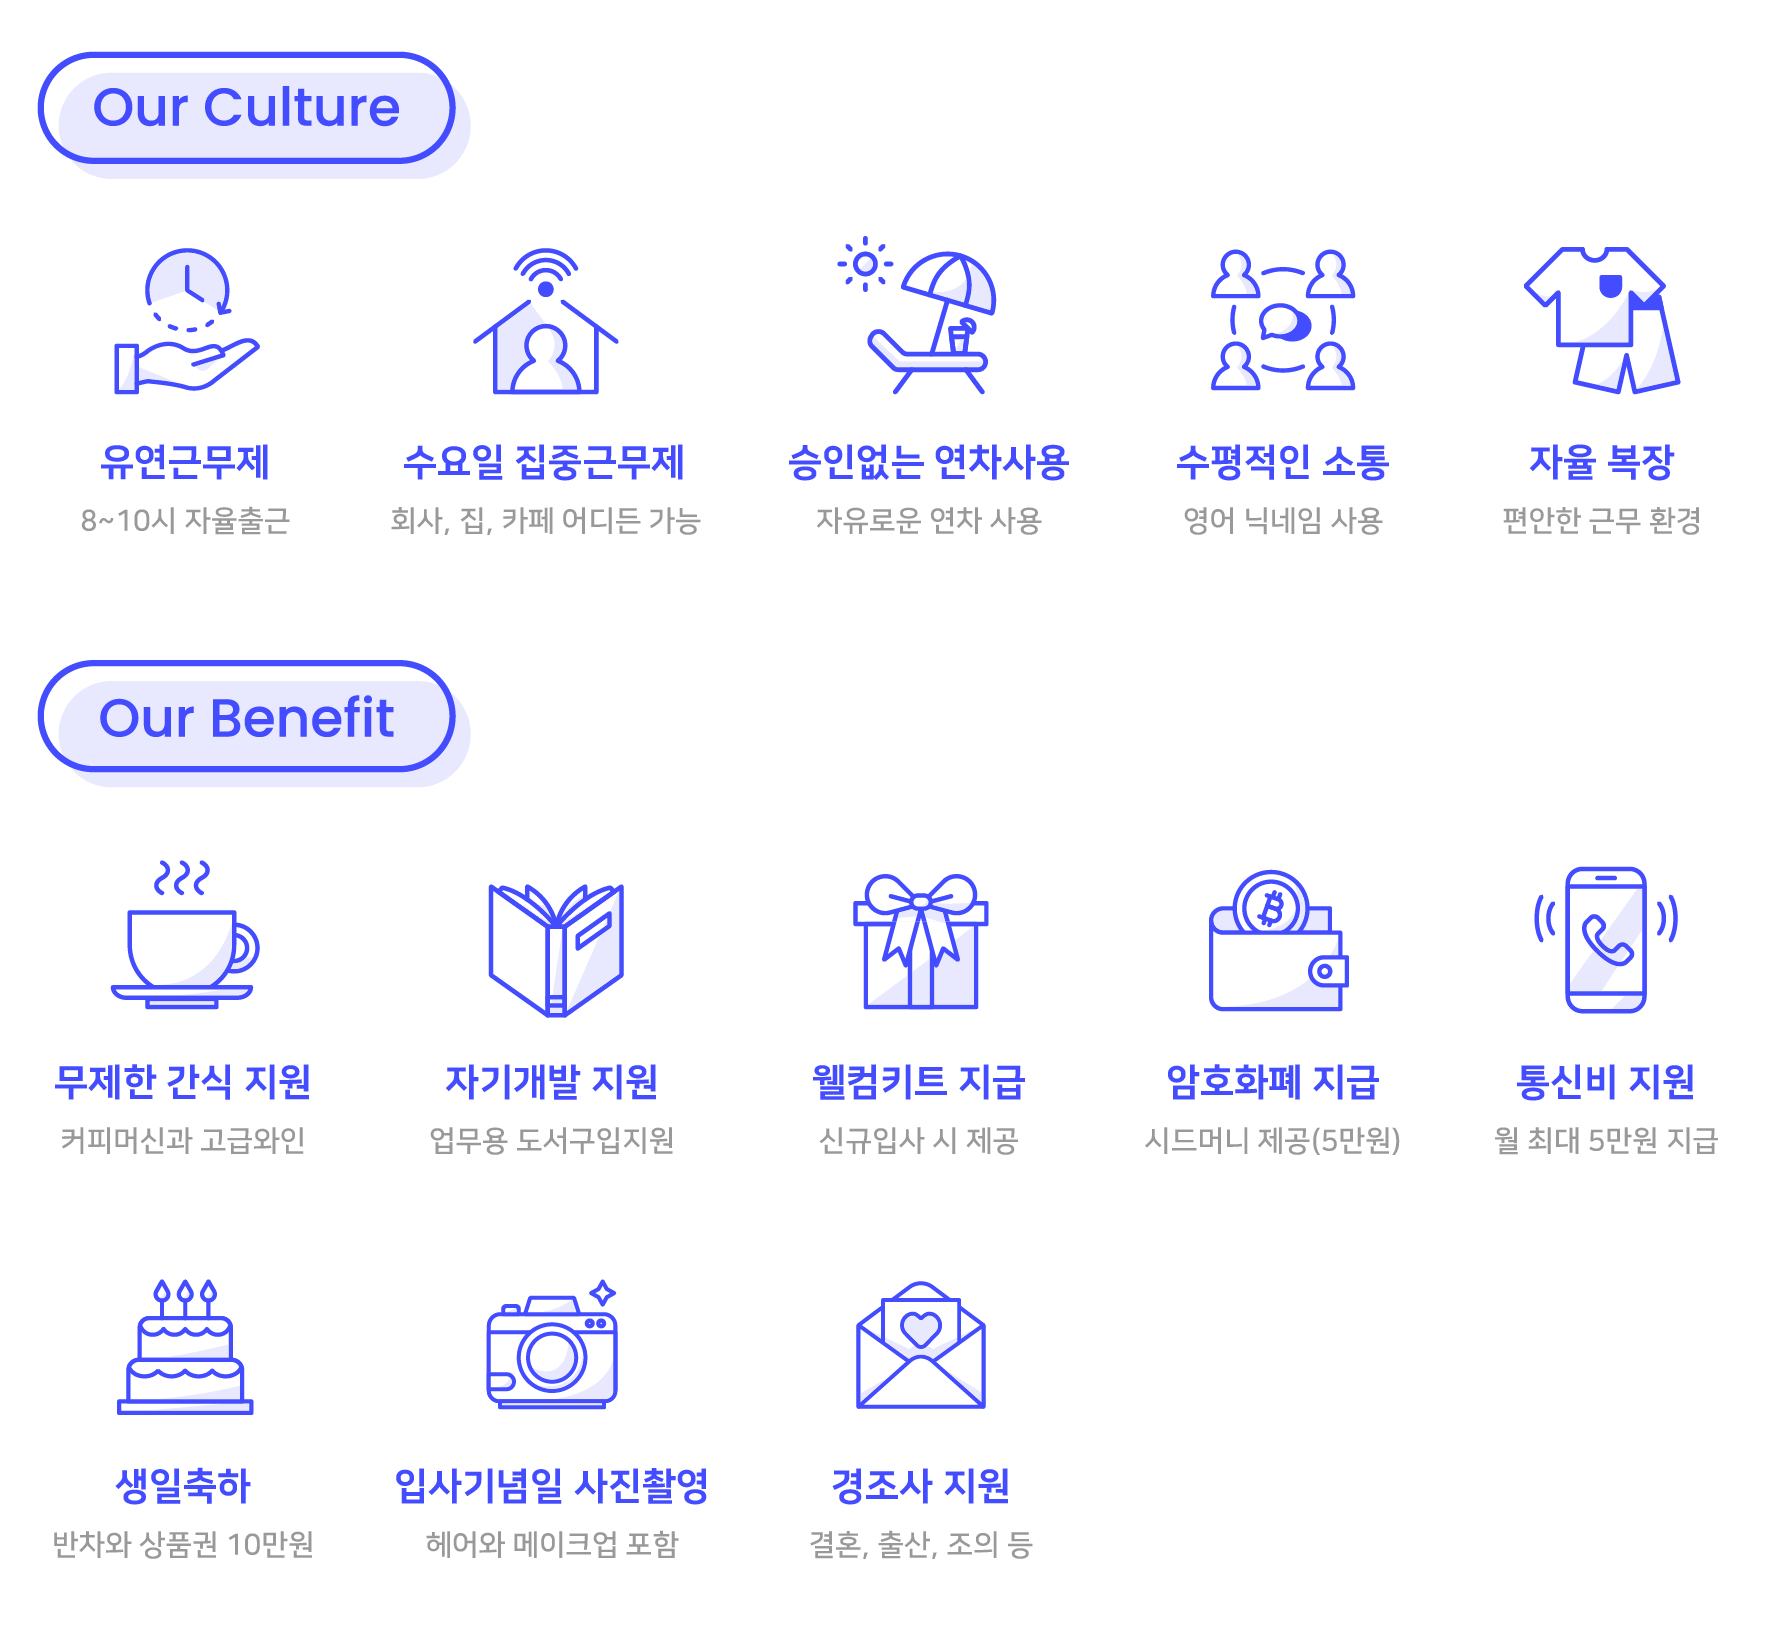 Our Culture
유연근무제
8~10시 자율출근
수요일 집중근무제
회사, 집, 카페 어디든 가능
승인없는 연차사용
자유로운 연차 사용
수평적인 소통
영어 닉네임 사용
자율 복장
편안한 근무 환경
Our Benefit
무제한 간식 지원
커피머신과 고급와인
자기개발 지원
업무용 도서구입지원
웰컴키트 지급
신규입사 시 제공
암호화폐 지급
시드머니 제공(5만원)
통신비 지원
월 최대 5만원 지급
생일축하
반차와 상품권 10만원
입사기념일 사진촬영
헤어와 메이크업 포함
경조사 지원
결혼, 출산, 조의 등